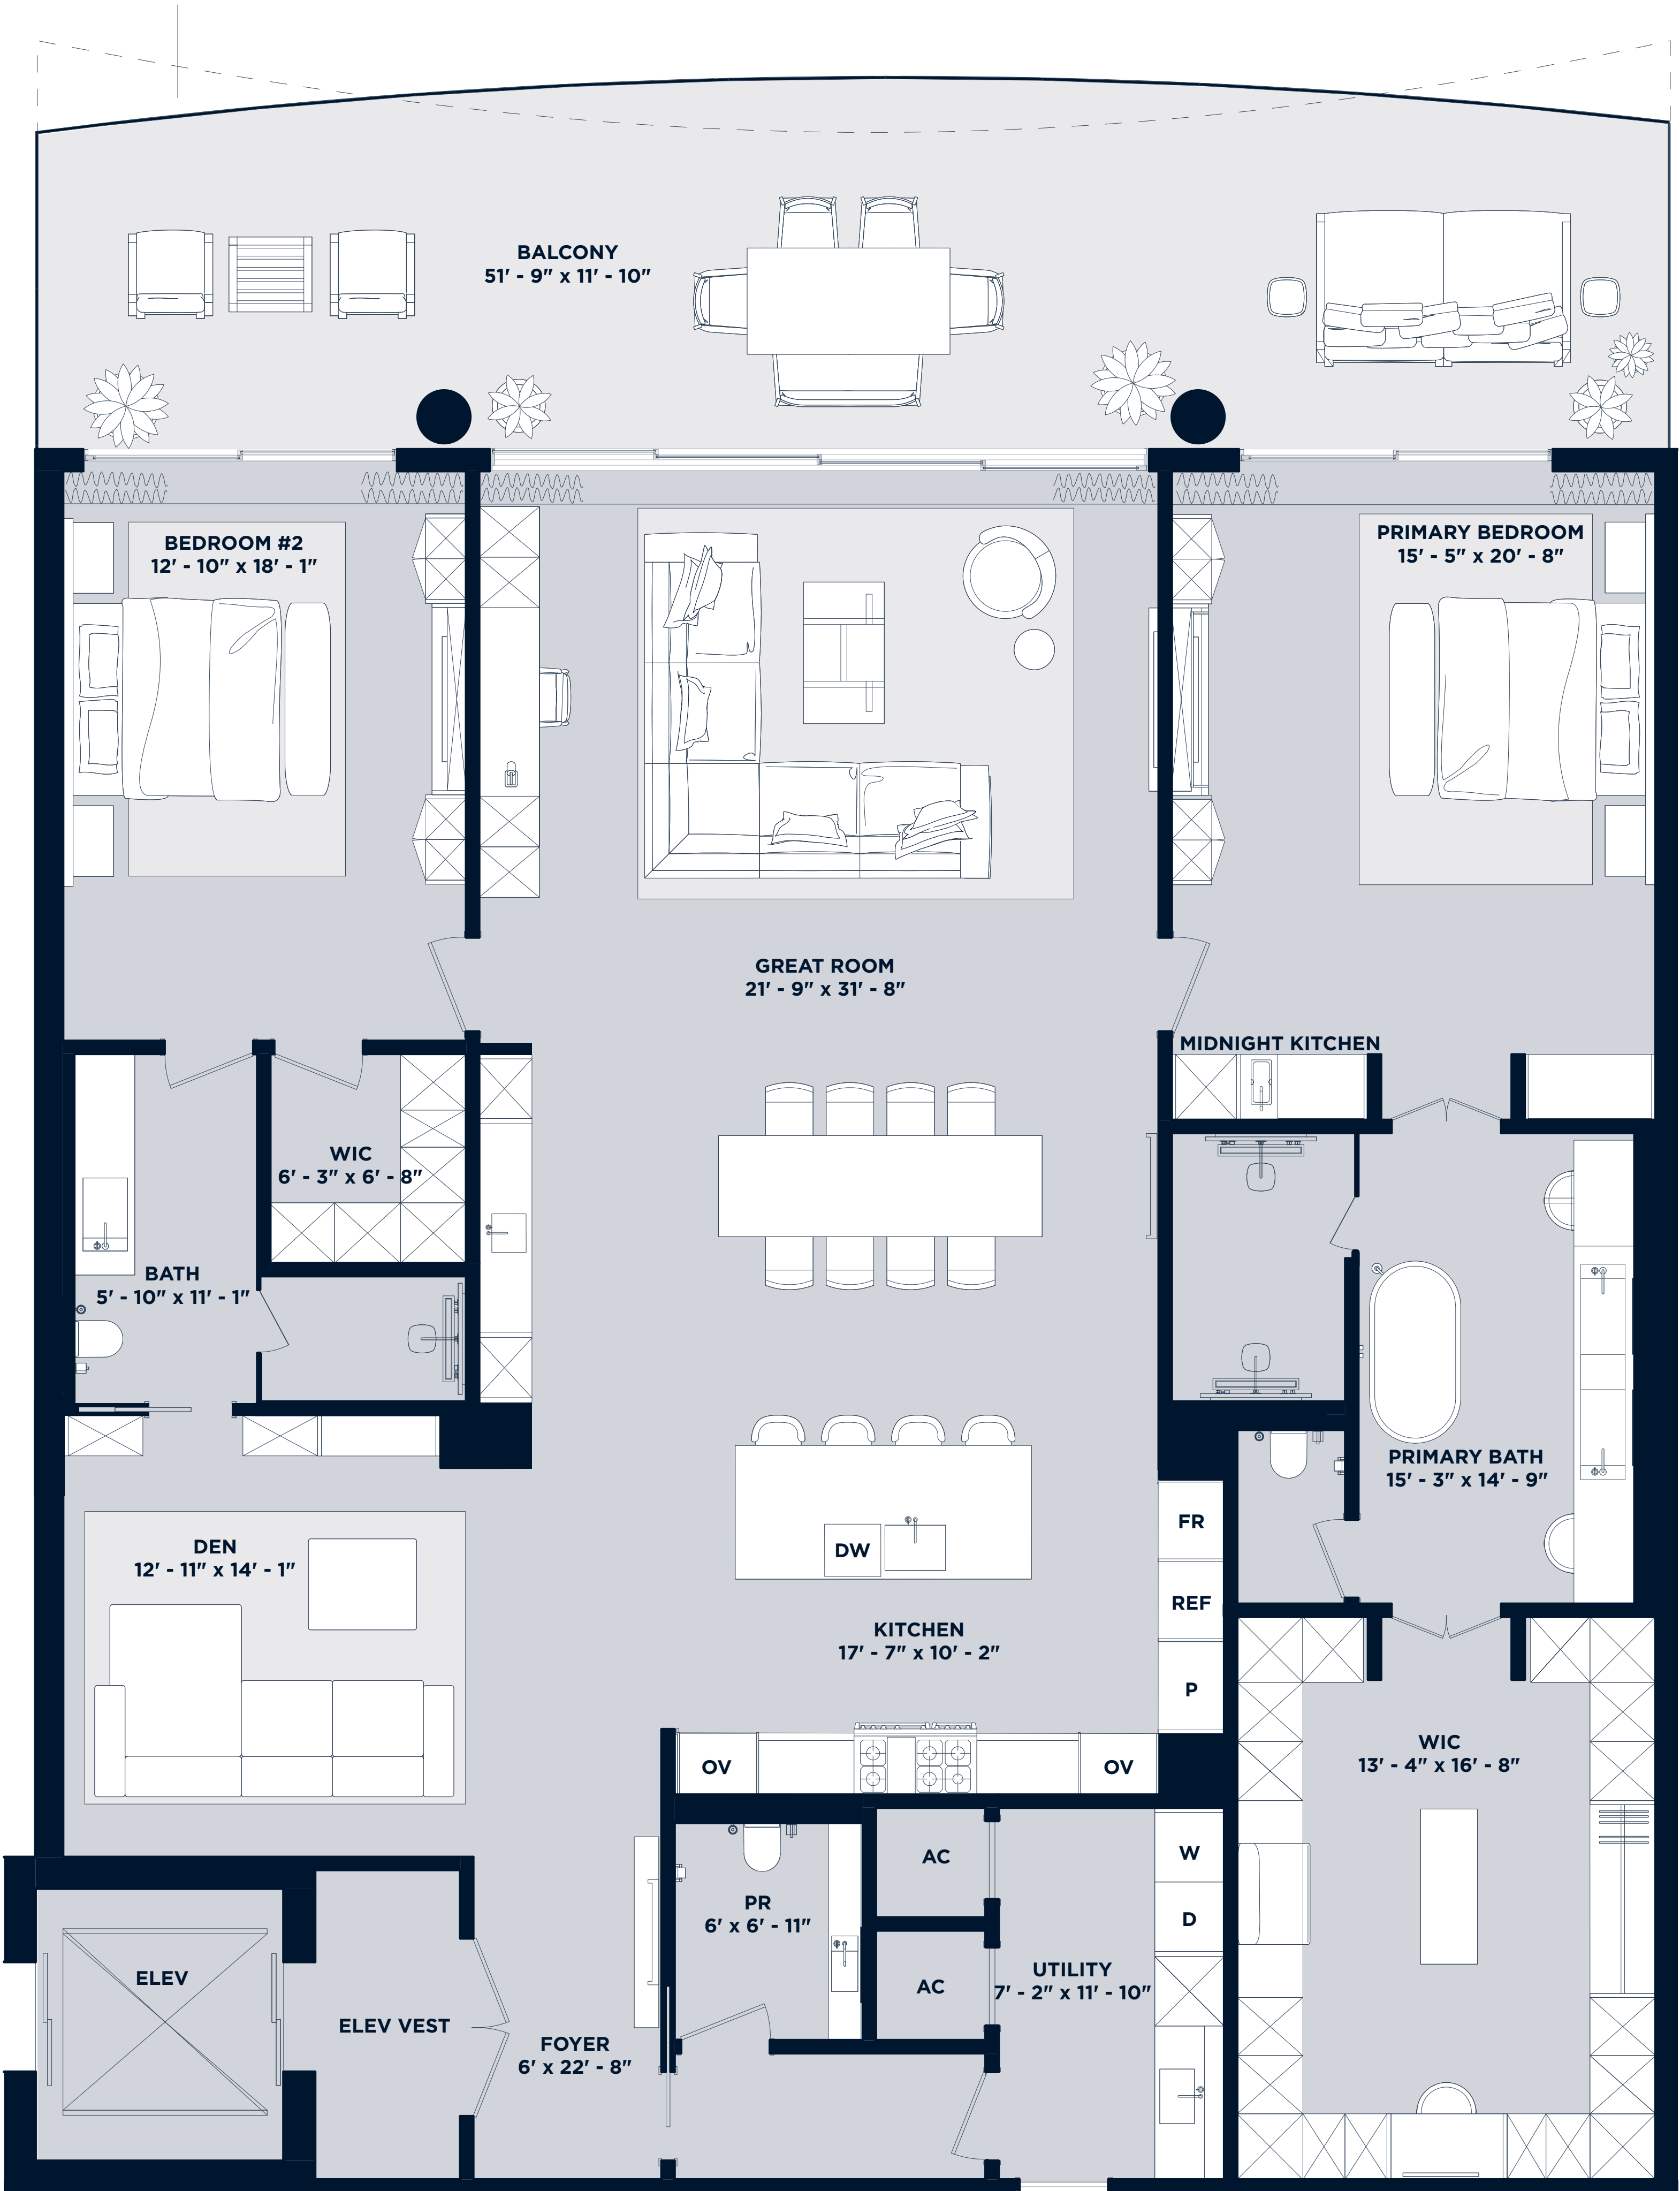 BALCONY
51' - 9" x 11' - 10"
BEDROOM #2
12' - 10" x 18' - 1"
PRIMARY BEDROOM
15' - 5" x 20' - 8"
GREAT ROOM
21' - 9" x 31' - 8"
MIDNIGHT KITCHEN
WIC
6' - 3" x 6' - 8"
BATH
5' - 10" x 11' - 1"
PRIMARY BATH
15' - 3" x 14' - 9"
FR
DEN
12' - 11" x 14' - 1"
DW
REF
KITCHEN
17' - 7" x 10' - 2"
P
WIC
13' - 4" x 16' - 8"
OV
OV
AC
W
PR
6' x 6' - 11"
D
ELEV
AC
UTILITY
7' - 2" x 11' - 10"
ELEV VEST
FOYER
6' x 22' - 8"